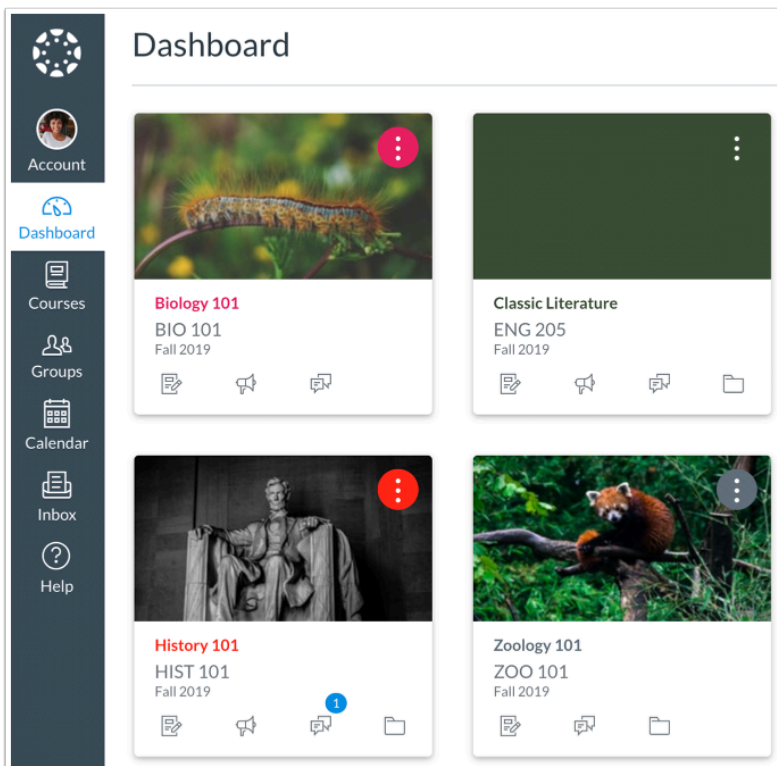 Dashboard
Account
Dashboard
Courses
Groups
Calendar
Inbox
Help
Biology 101
BIO 101
Fall 2019
Classic Literature
ENG 205
Fall 2019
History 101
HIST 101
Fall 2019
1
Zoology 101
ZOO 101
Fall 2019